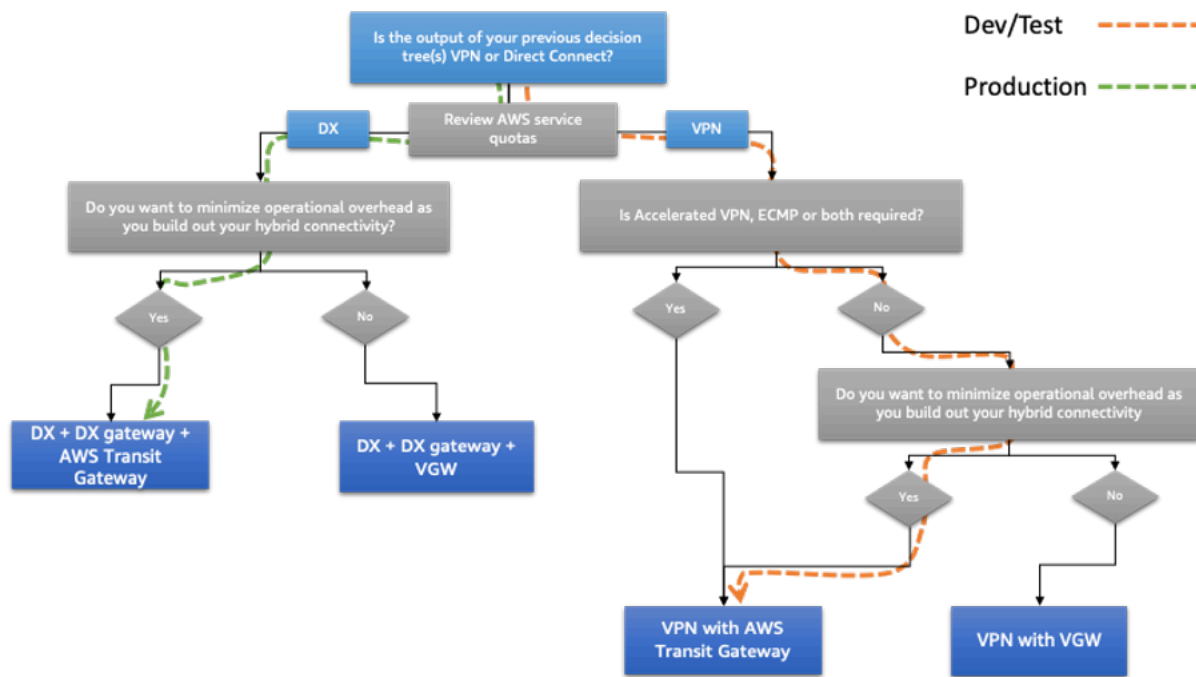 Is the output of your previous decision
tree(s) VPN or Direct Connect?
Dev/Test
Production
Review AWS service
quotas
DX
VPN
Do you want to minimize operational overhead as
you build out your hybrid connectivity?
Is Accelerated VPN, ECMP or both required?
Yes
No
Yes
No
Do you want to minimize operational overhead as
you build out your hybrid connectivity
DX + DX gateway +
AWS Transit
Gateway
DX + DX gateway +
VGW
Yes
No
VPN with AWS
Transit Gateway
VPN with VGW